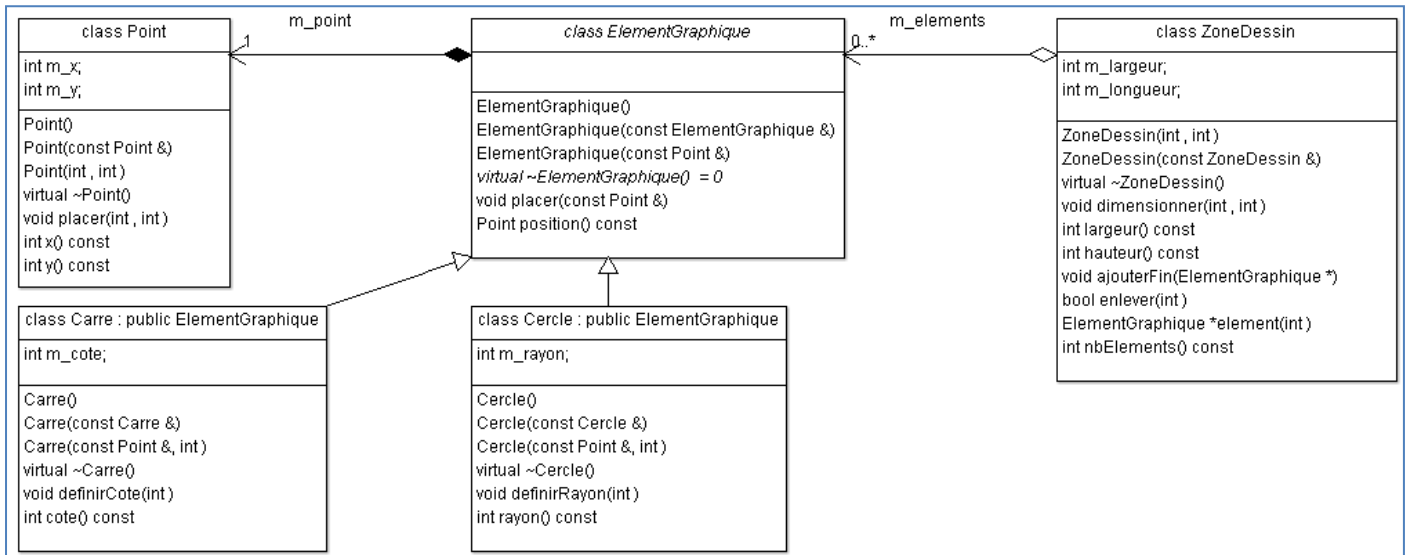 class Point
int m_x;
int m_y;
Point()
Point(const Point &)
Point(int , int )
virtual ~Point()
void placer(int , int )
int x() const
int y() const
m_point
1
class ElementGraphique
ElementGraphique()
ElementGraphique(const ElementGraphique &)
ElementGraphique(const Point &)
virtual ~ElementGraphique() = 0
void placer(const Point &)
Point position() const
m_elements
0..*
class ZoneDessin
int m_largeur;
int m_longueur;
ZoneDessin(int , int )
ZoneDessin(const ZoneDessin &)
virtual ~ZoneDessin()
void dimensionner(int , int )
int largeur() const
int hauteur() const
void ajouterFin(ElementGraphique *)
bool enlever(int )
ElementGraphique *element(int )
int nbElements() const
class Carre : public ElementGraphique
int m_cote;
Carre()
Carre(const Carre &)
Carre(const Point &, int )
virtual ~Carre()
void definirCote(int )
int cote() const
class Cercle : public ElementGraphique
int m_rayon;
Cercle()
Cercle(const Cercle &)
Cercle(const Point &, int )
virtual ~Cercle()
void definirRayon(int )
int rayon() const